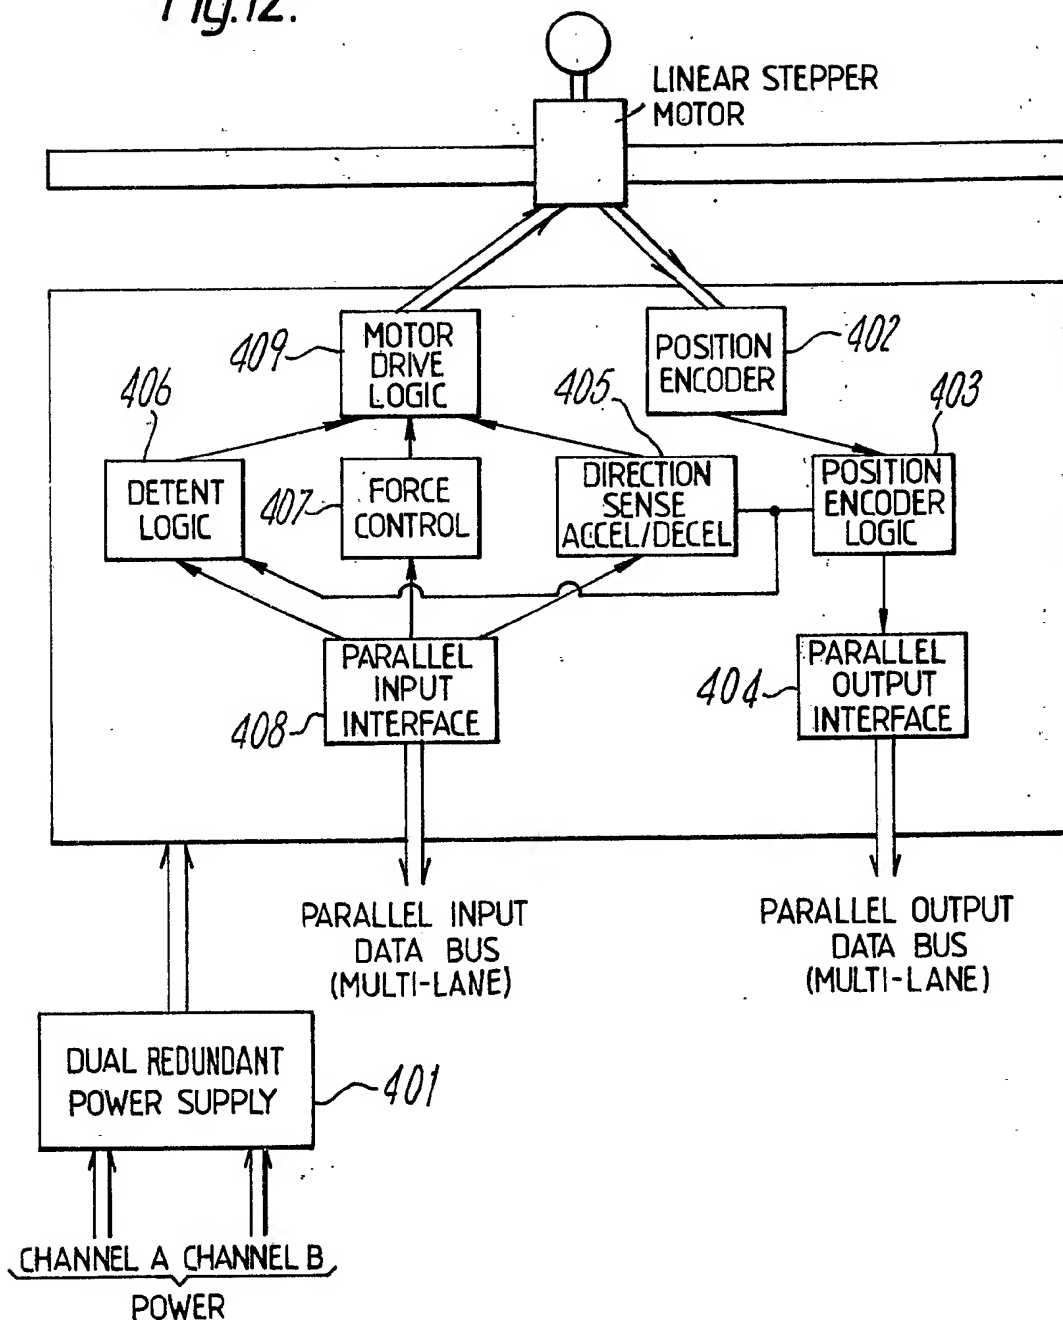 Fig.12.
LINEAR STEPPER
MOTOR
409
MOTOR
DRIVE
LOGIC
POSITION
ENCODER
402
406
405
403
DETENT
LOGIC
407
FORCE
CONTROL
DIRECTION
SENSE
ACCEL/DECEL
POSITION
ENCODER
LOGIC
408
PARALLEL
INPUT
INTERFACE
404
PARALLEL
OUTPUT
INTERFACE
PARALLEL INPUT
DATA BUS
(MULTI-LANE)
PARALLEL OUTPUT
DATA BUS
(MULTI-LANE)
DUAL REDUNDANT
POWER SUPPLY
401
CHANNEL A CHANNEL B
POWER